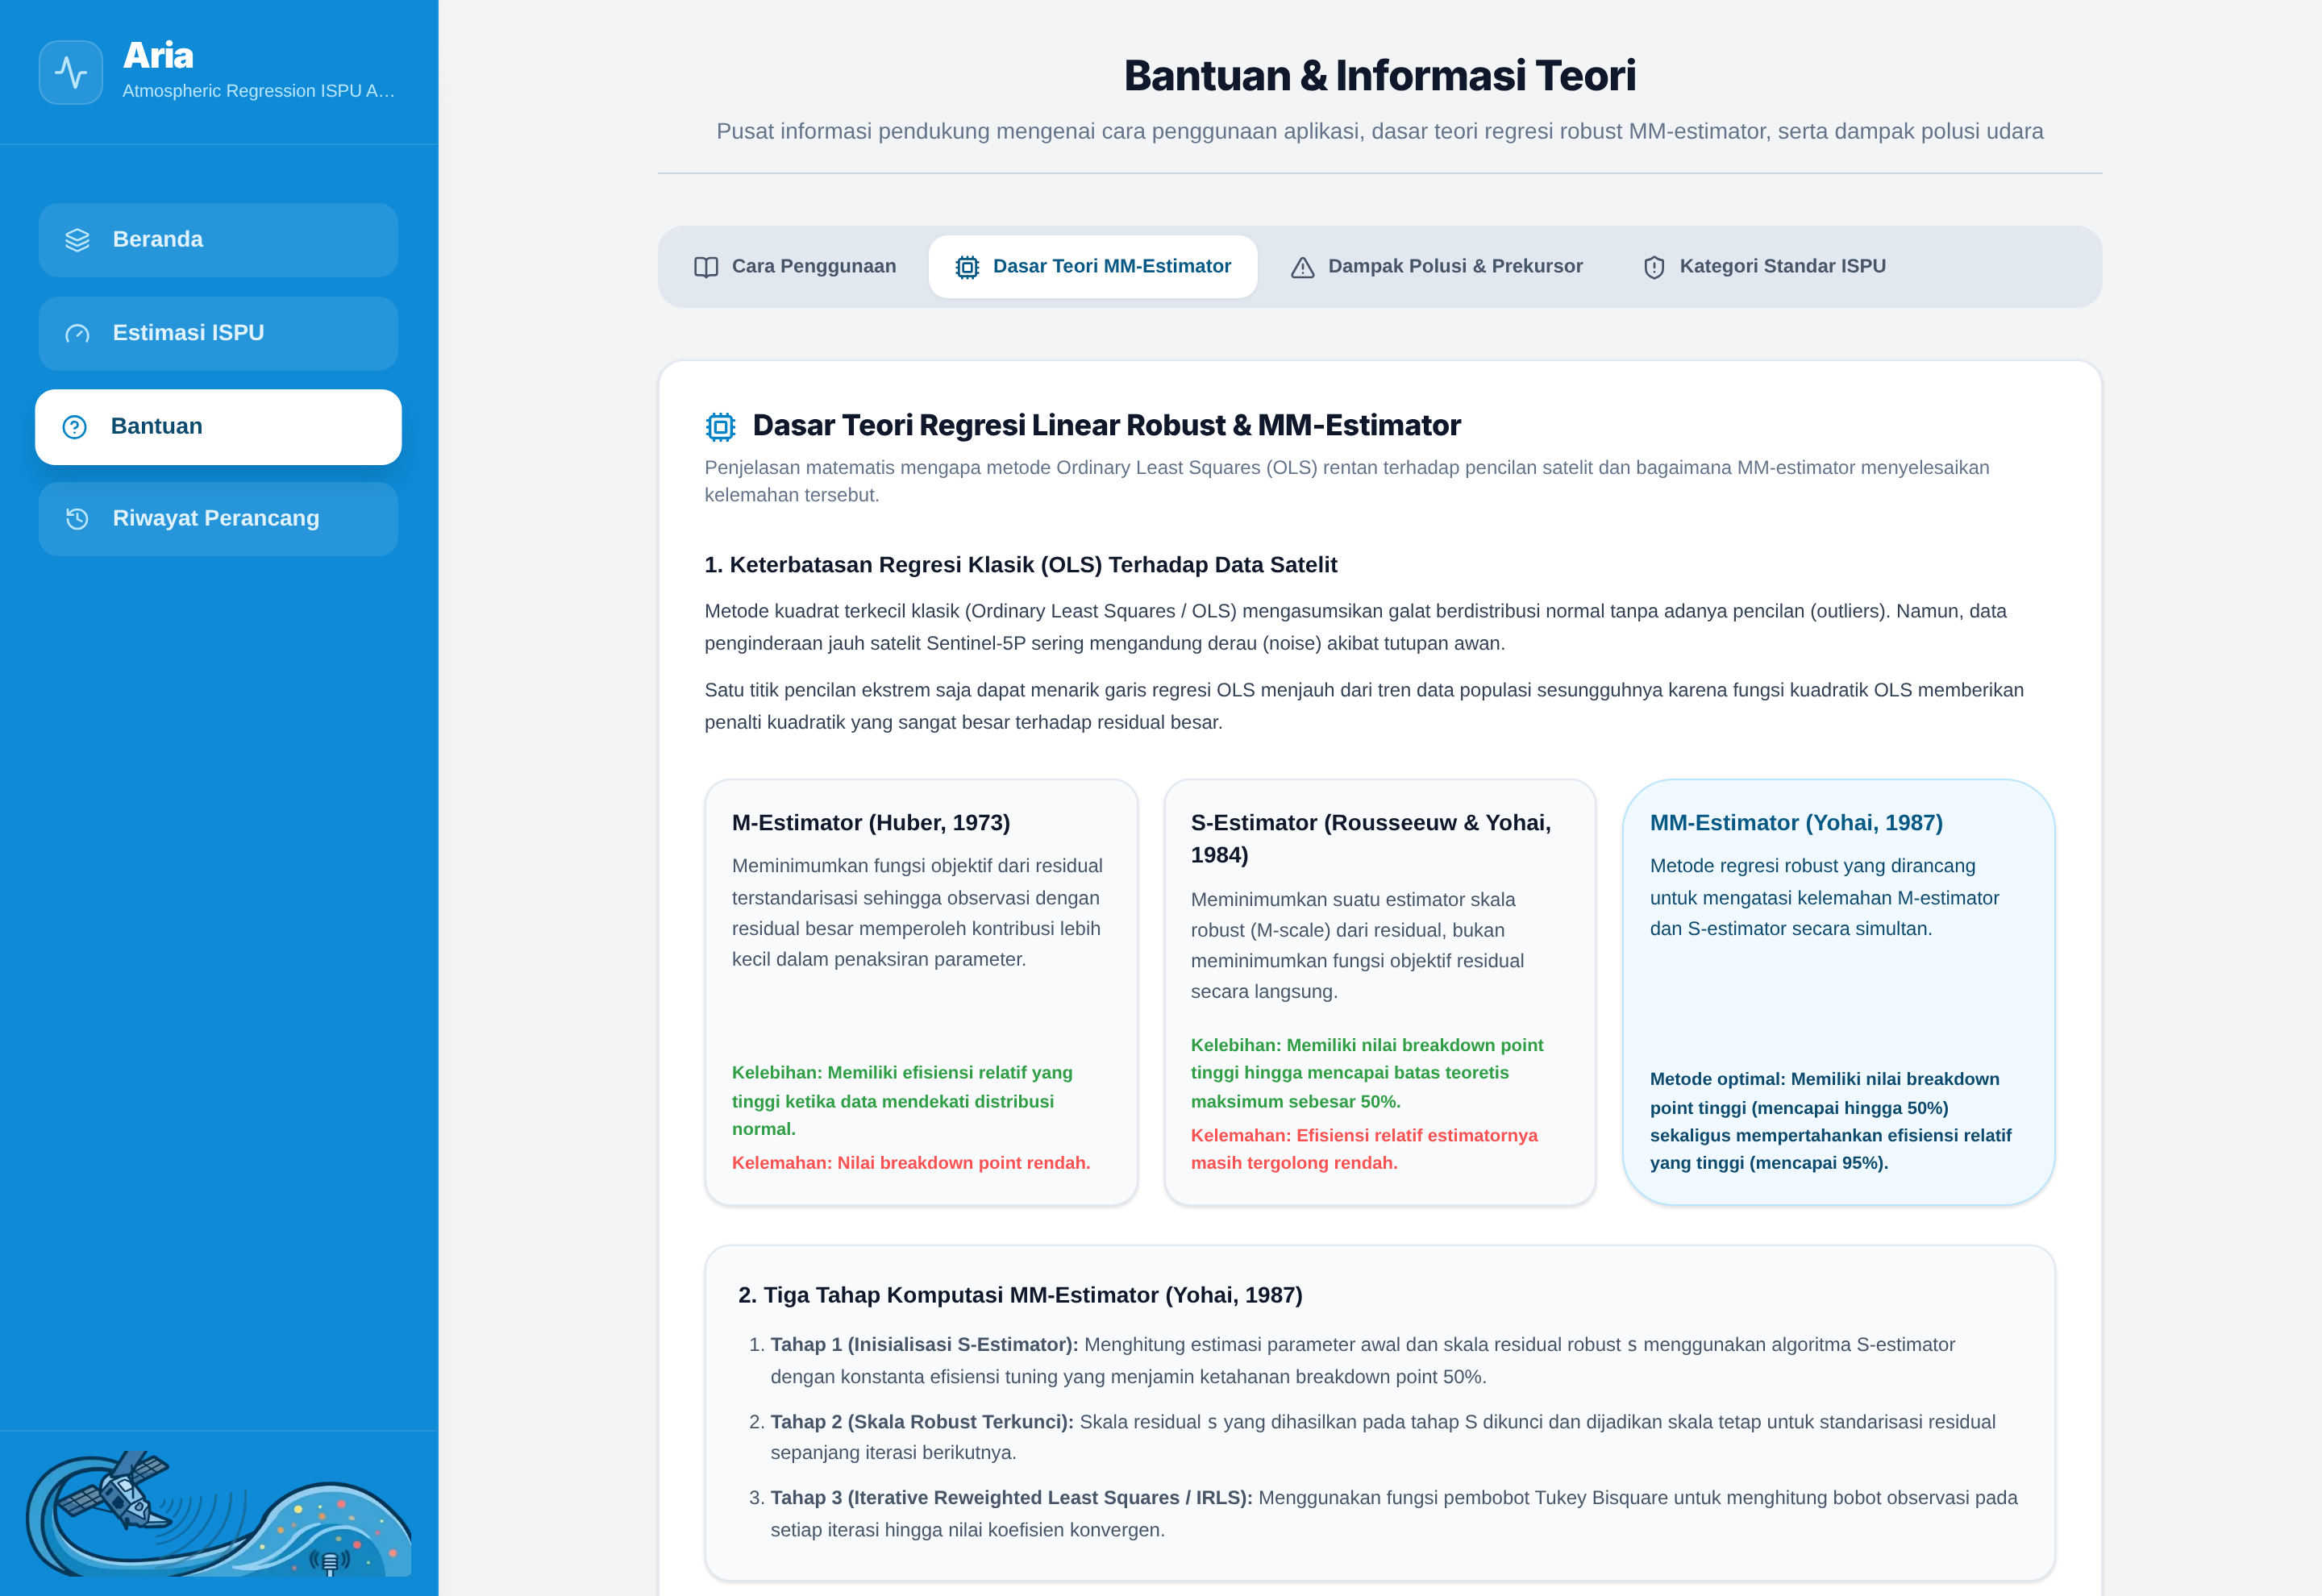 Aria
Atmospheric Regression ISPU A...
Beranda
Estimasi ISPU
Bantuan
Riwayat Perancang
Bantuan & Informasi Teori
Pusat informasi pendukung mengenai cara penggunaan aplikasi, dasar teori regresi robust MM-estimator, serta dampak polusi udara
Cara Penggunaan
Dasar Teori MM-Estimator
Dampak Polusi & Prekursor
Kategori Standar ISPU
Dasar Teori Regresi Linear Robust & MM-Estimator
Penjelasan matematis mengapa metode Ordinary Least Squares (OLS) rentan terhadap pencilan satelit dan bagaimana MM-estimator menyelesaikan
kelemahan tersebut.
1. Keterbatasan Regresi Klasik (OLS) Terhadap Data Satelit
Metode kuadrat terkecil klasik (Ordinary Least Squares / OLS) mengasumsikan galat berdistribusi normal tanpa adanya pencilan (outliers). Namun, data
penginderaan jauh satelit Sentinel-5P sering mengandung derau (noise) akibat tutupan awan.
Satu titik pencilan ekstrem saja dapat menarik garis regresi OLS menjauh dari tren data populasi sesungguhnya karena fungsi kuadratik OLS memberikan
penalti kuadratik yang sangat besar terhadap residual besar.
M-Estimator (Huber, 1973)
Meminimumkan fungsi objektif dari residual
terstandarisasi sehingga observasi dengan
residual besar memperoleh kontribusi lebih
kecil dalam penaksiran parameter.
Kelebihan: Memiliki efisiensi relatif yang
tinggi ketika data mendekati distribusi
normal.
Kelemahan: Nilai breakdown point rendah.
S-Estimator (Rousseeuw & Yohai,
1984)
Meminimumkan suatu estimator skala
robust (M-scale) dari residual, bukan
meminimumkan fungsi objektif residual
secara langsung.
Kelebihan: Memiliki nilai breakdown point
tinggi hingga mencapai batas teoretis
maksimum sebesar 50%.
Kelemahan: Efisiensi relatif estimatornya
masih tergolong rendah.
MM-Estimator (Yohai, 1987)
Metode regresi robust yang dirancang
untuk mengatasi kelemahan M-estimator
dan S-estimator secara simultan.
Metode optimal: Memiliki nilai breakdown
point tinggi (mencapai hingga 50%)
sekaligus mempertahankan efisiensi relatif
yang tinggi (mencapai 95%).
2. Tiga Tahap Komputasi MM-Estimator (Yohai, 1987)
1. Tahap 1 (Inisialisasi S-Estimator): Menghitung estimasi parameter awal dan skala residual robust s menggunakan algoritma S-estimator
dengan konstanta efisiensi tuning yang menjamin ketahanan breakdown point 50%.
2. Tahap 2 (Skala Robust Terkunci): Skala residual s yang dihasilkan pada tahap S dikunci dan dijadikan skala tetap untuk standarisasi residual
sepanjang iterasi berikutnya.
3. Tahap 3 (Iterative Reweighted Least Squares / IRLS): Menggunakan fungsi pembobot Tukey Bisquare untuk menghitung bobot observasi pada
setiap iterasi hingga nilai koefisien konvergen.